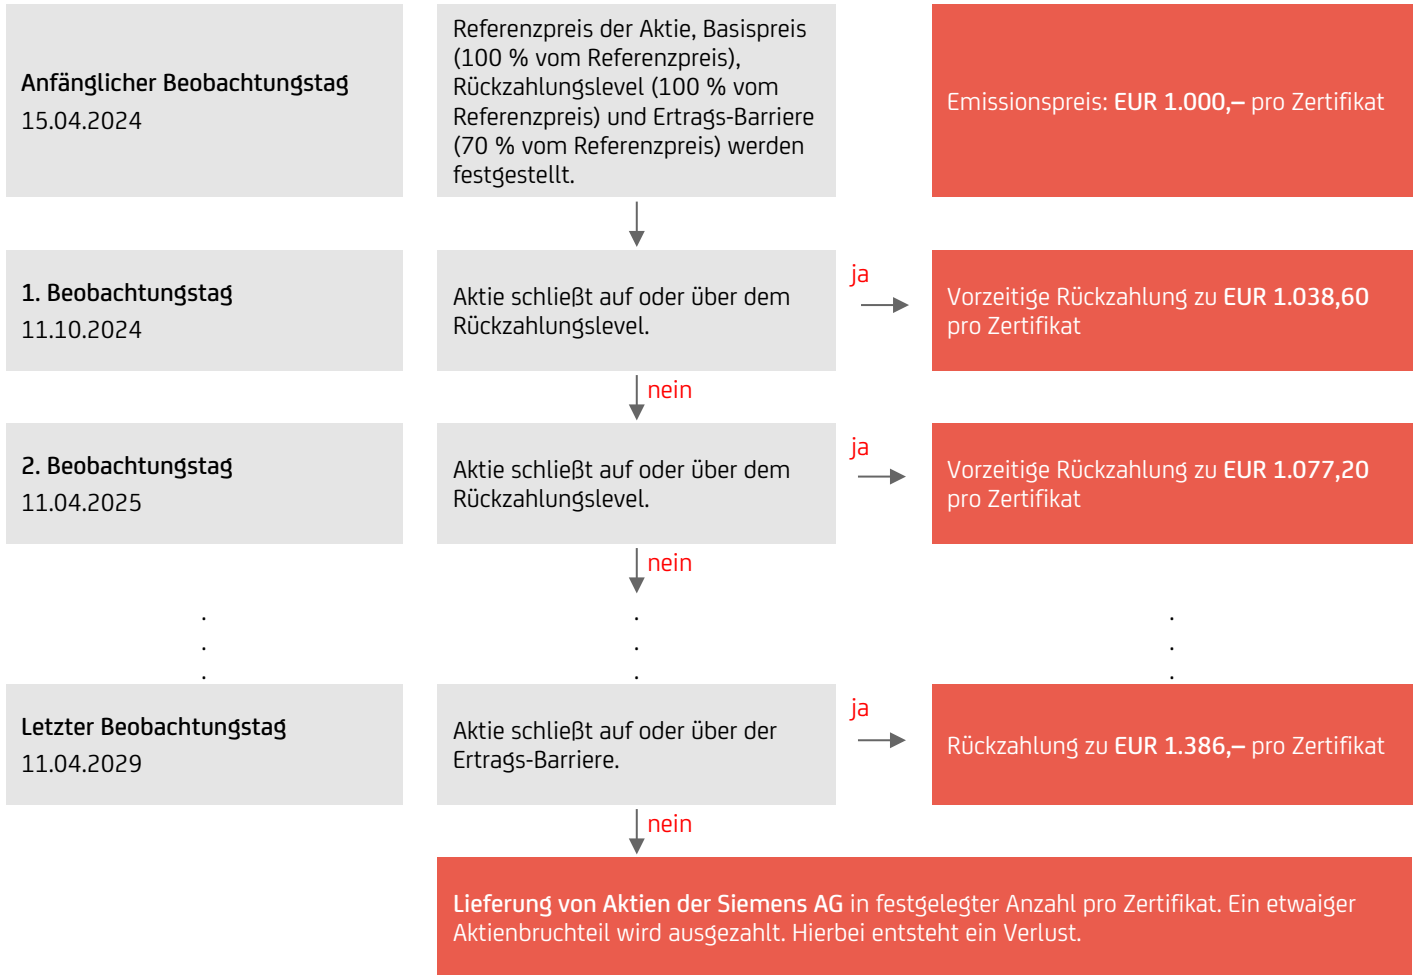 Anfänglicher Beobachtungstag
15.04.2024
Referenzpreis der Aktie, Basispreis
(100 % vom Referenzpreis),
Rückzahlungslevel (100 % vom
Referenzpreis) und Ertrags-Barriere
(70 % vom Referenzpreis) werden
festgestellt.
Emissionspreis: EUR 1.000,– pro Zertifikat
1. Beobachtungstag
11.10.2024
Aktie schließt auf oder über dem
Rückzahlungslevel.
ja
Vorzeitige Rückzahlung zu EUR 1.038,60
pro Zertifikat
nein
2. Beobachtungstag
11.04.2025
Aktie schließt auf oder über dem
Rückzahlungslevel.
ja
Vorzeitige Rückzahlung zu EUR 1.077,20
pro Zertifikat
nein
Letzter Beobachtungstag
11.04.2029
Aktie schließt auf oder über der
Ertrags-Barriere.
ja
Rückzahlung zu EUR 1.386,– pro Zertifikat
nein
Lieferung von Aktien der Siemens AG in festgelegter Anzahl pro Zertifikat. Ein etwaiger
Aktienbruchteil wird ausgezahlt. Hierbei entsteht ein Verlust.